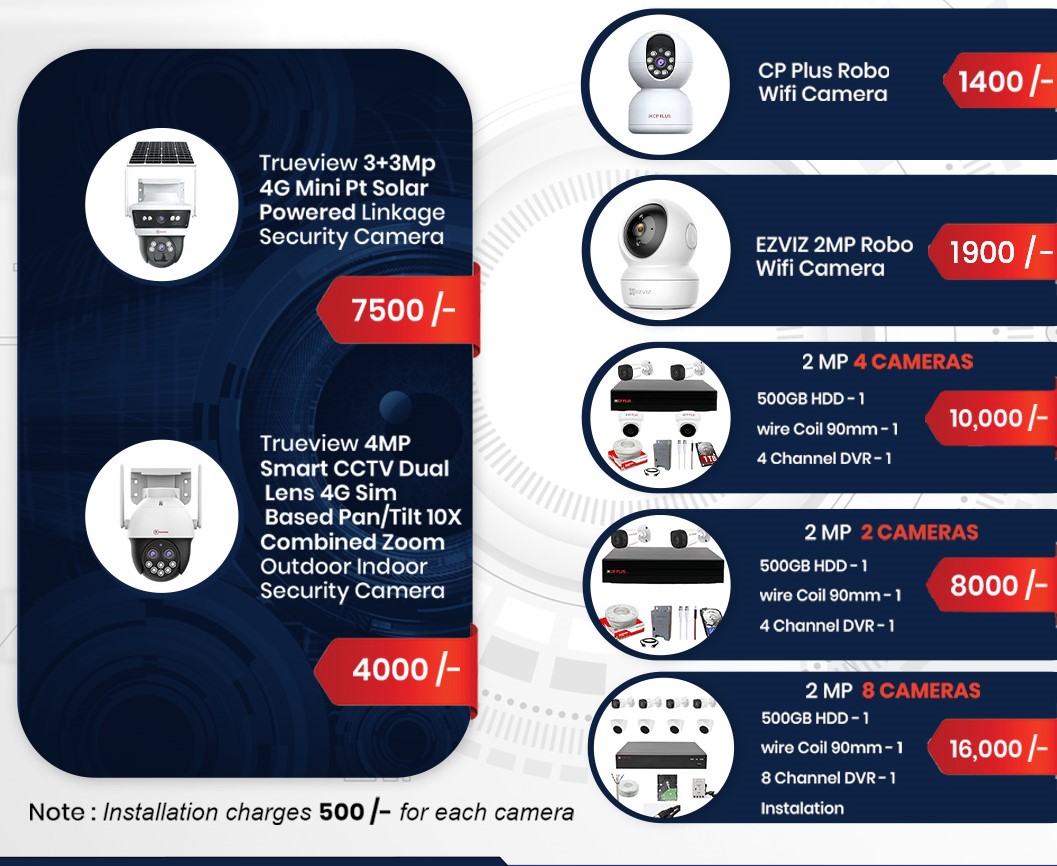 Trueview 3+3Mp
4G Mini Pt Solar
Powered Linkage
Security Camera
7500 /-
Trueview 4MP
Smart CCTV Dual
Lens 4G Sim
Based Pan/Tilt 10X
Combined Zoom
Outdoor Indoor
Security Camera
4000 /-
Note : Installation charges 500 /- for each camera
CP PLUS
CP Plus Robo
Wifi Camera
1400 /-
EZVIZ
EZVIZ 2MP Robo
Wifi Camera
1900 /-
CP PLUS
1TB
2 MP 4 CAMERAS
500GB HDD - 1
wire Coil 90mm - 1
4 Channel DVR - 1
10,000 /-
CP PLUS
2 MP 2 CAMERAS
500GB HDD - 1
wire Coil 90mm - 1
4 Channel DVR - 1
8000 /-
2 MP 8 CAMERAS
500GB HDD - 1
wire Coil 90mm - 1
8 Channel DVR - 1
Instalation
16,000 /-